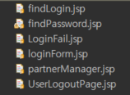 findLogin.jsp
findPassword.jsp
LoginFail.jsp
loginForm.jsp
partnerManager.jsp
UserLogoutPage.jsp